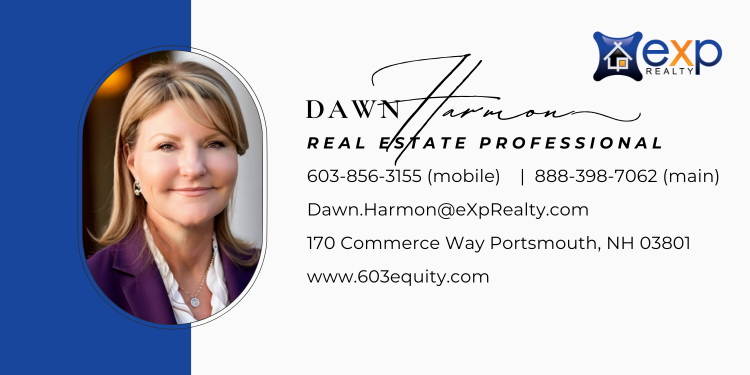 exp
REALTY
DAWN Harmon
REAL ESTATE PROFESSIONAL
603-856-3155 (mobile) | 888-398-7062 (main)
Dawn.Harmon@eXpRealty.com
170 Commerce Way Portsmouth, NH 03801
www.603equity.com